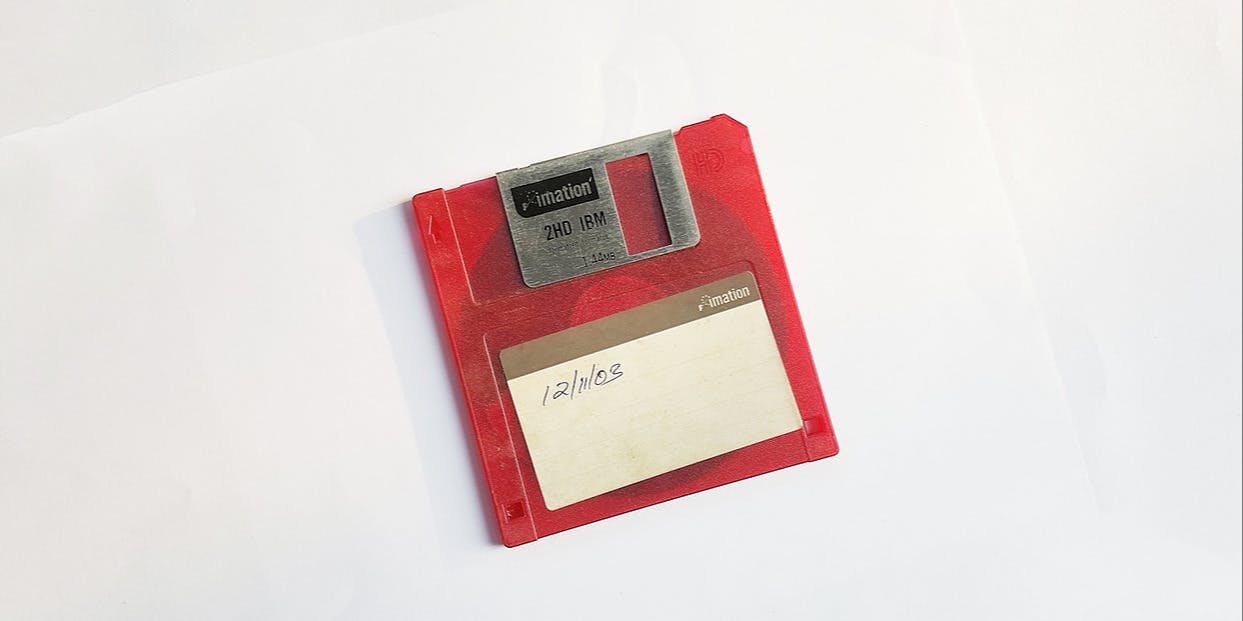 imation
2HD IBM
1.44MB
HD
imation
12/11/03